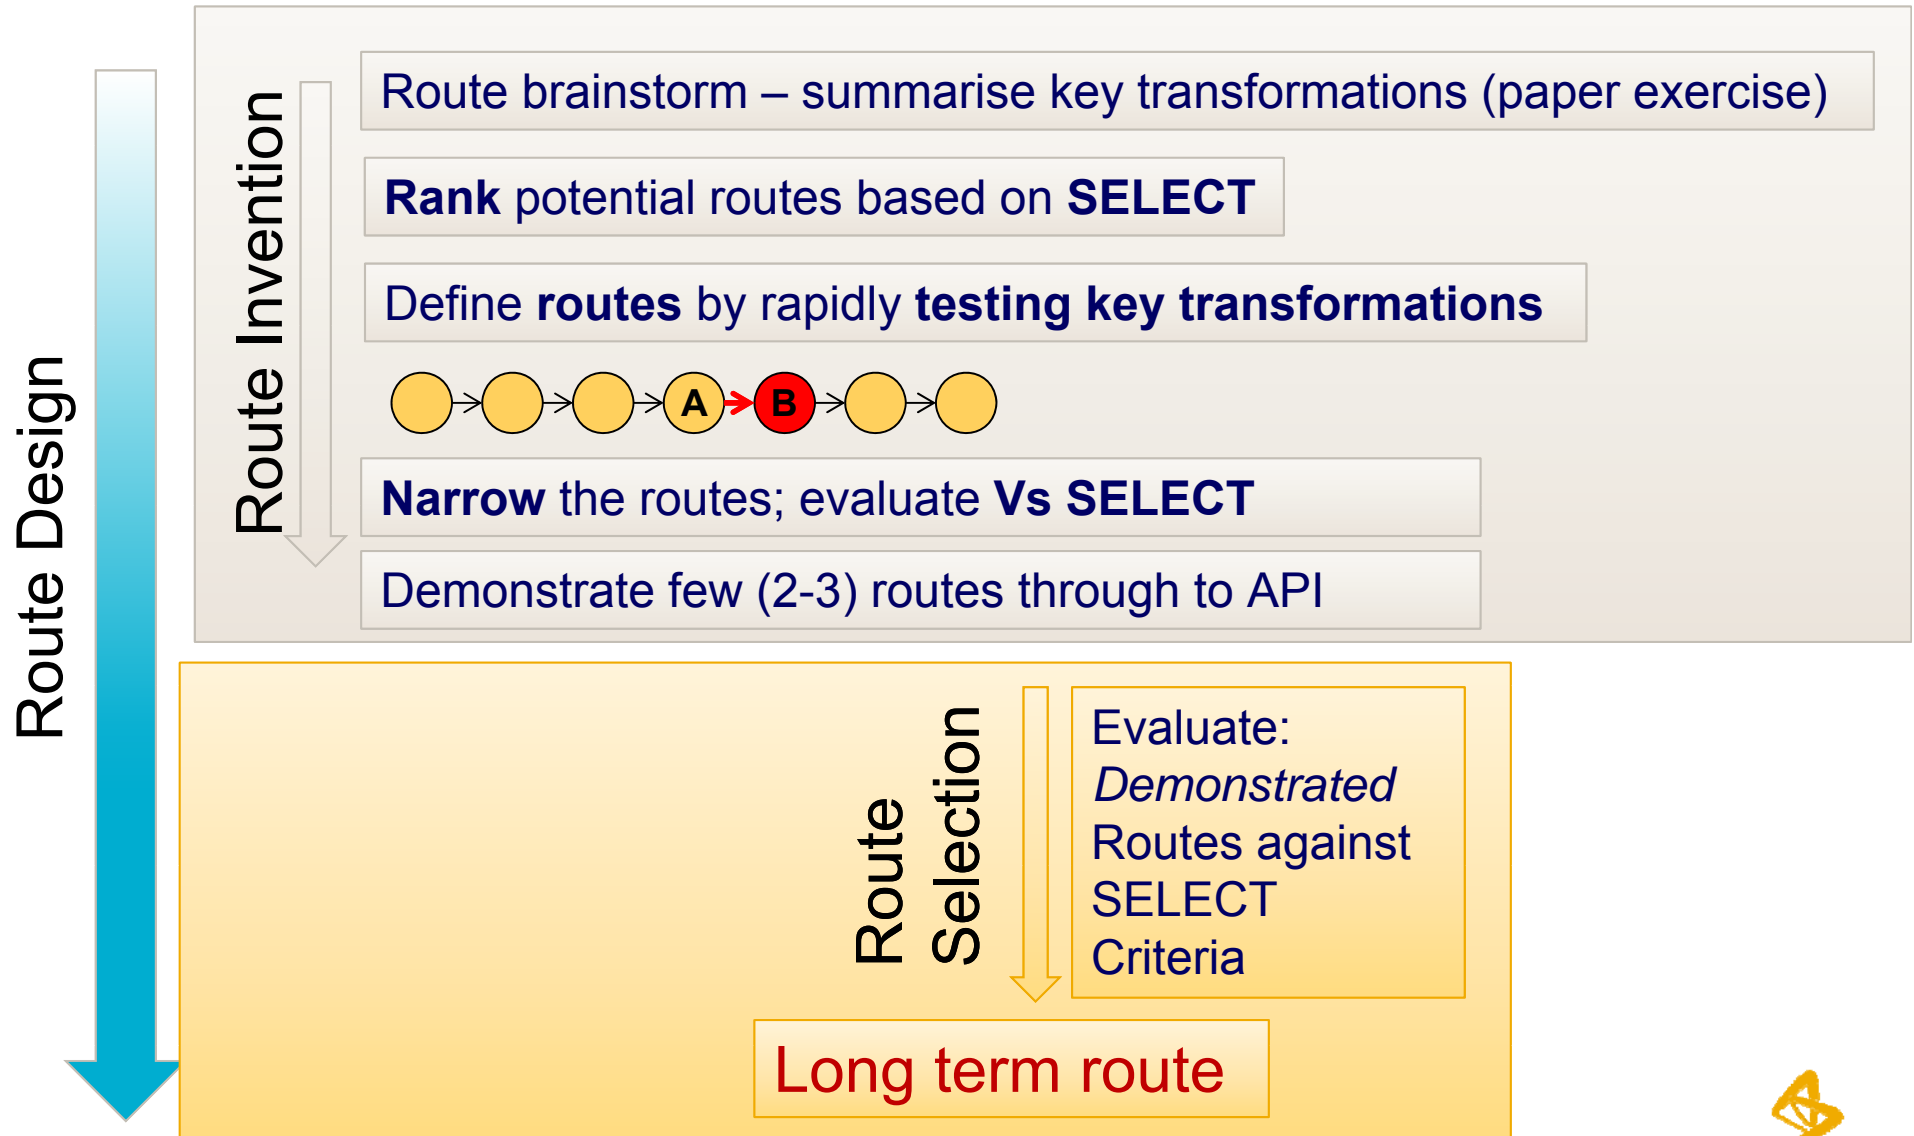 Route Design
Route Invention
Route brainstorm – summarise key transformations (paper exercise)
Rank potential routes based on SELECT
Define routes by rapidly testing key transformations
A B
Narrow the routes; evaluate Vs SELECT
Demonstrate few (2-3) routes through to API
Route
Selection
Evaluate:
Demonstrated
Routes against
SELECT
Criteria
Long term route